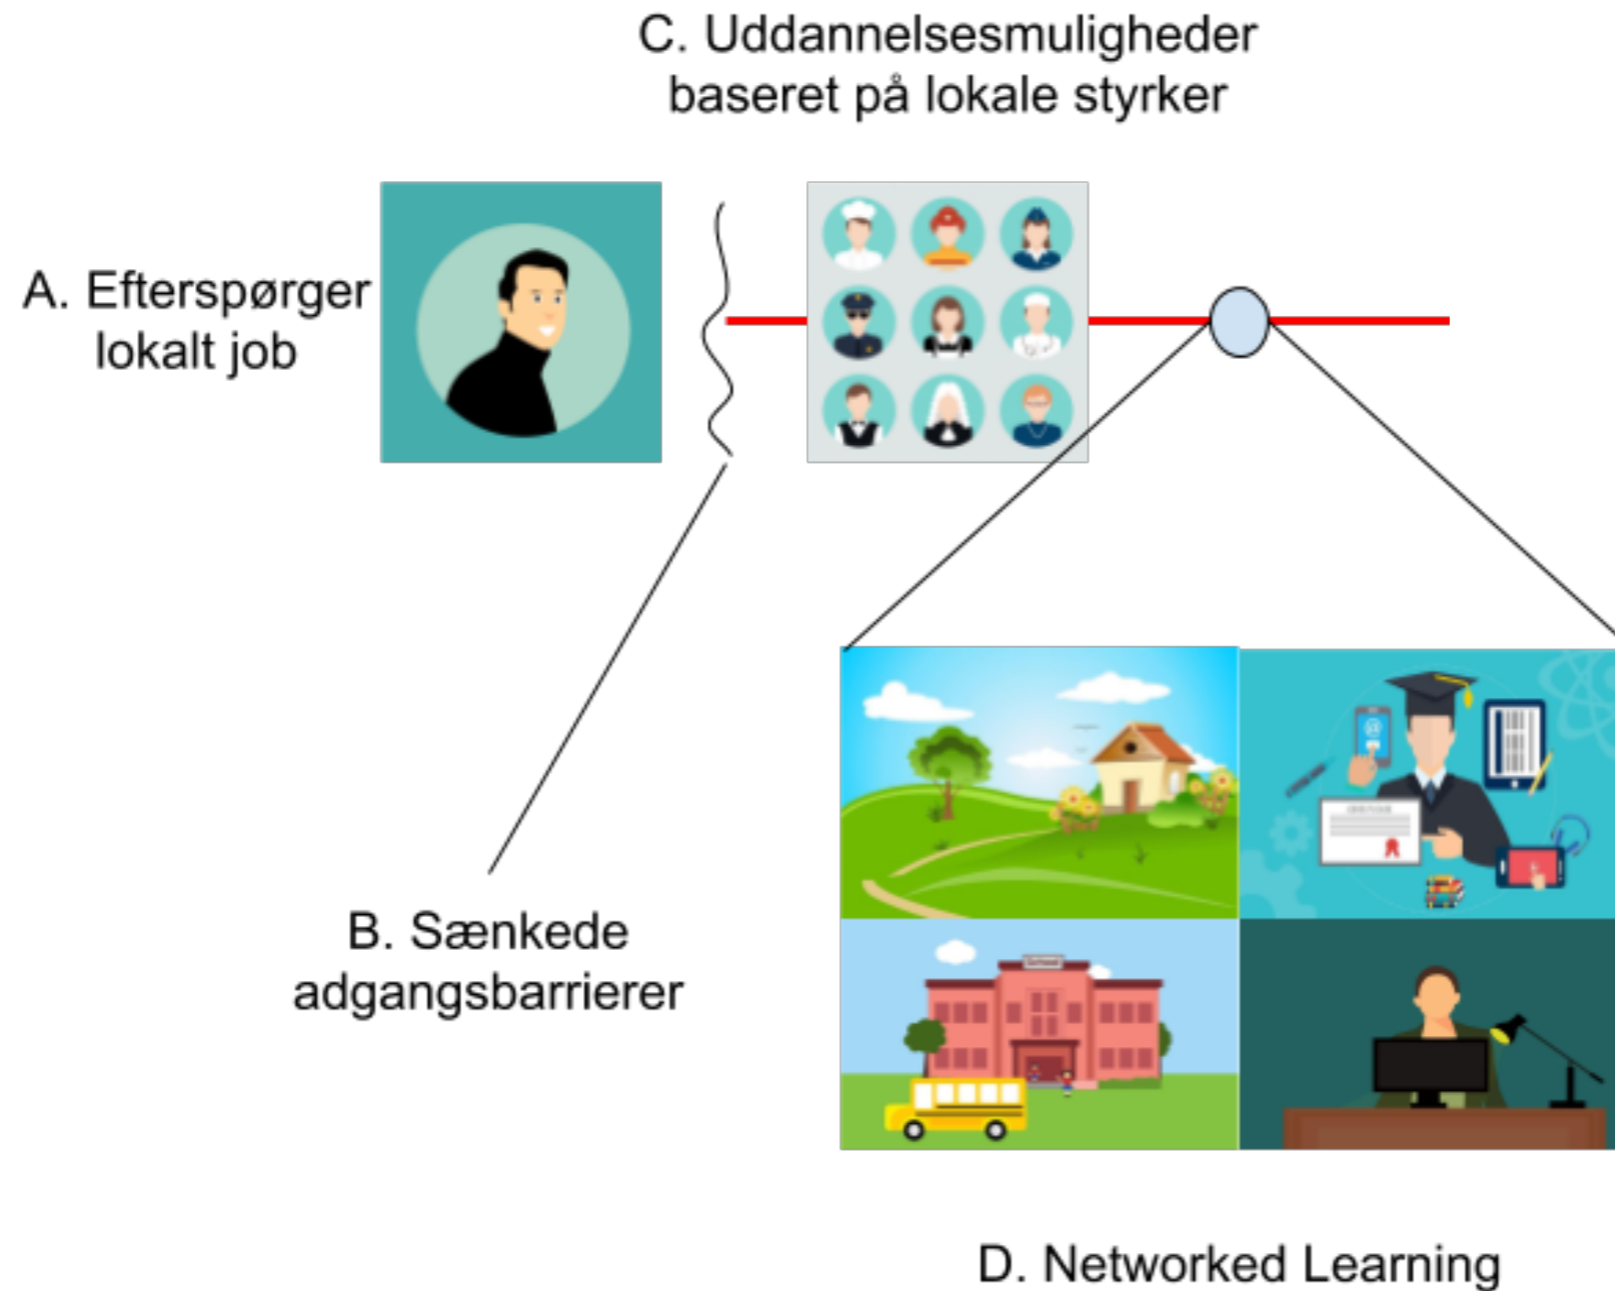 C. Uddannelsesmuligheder
baseret på lokale styrker
A. Efterspørger
lokalt job
B. Sænkede
adgangsbarrierer
D. Networked Learning